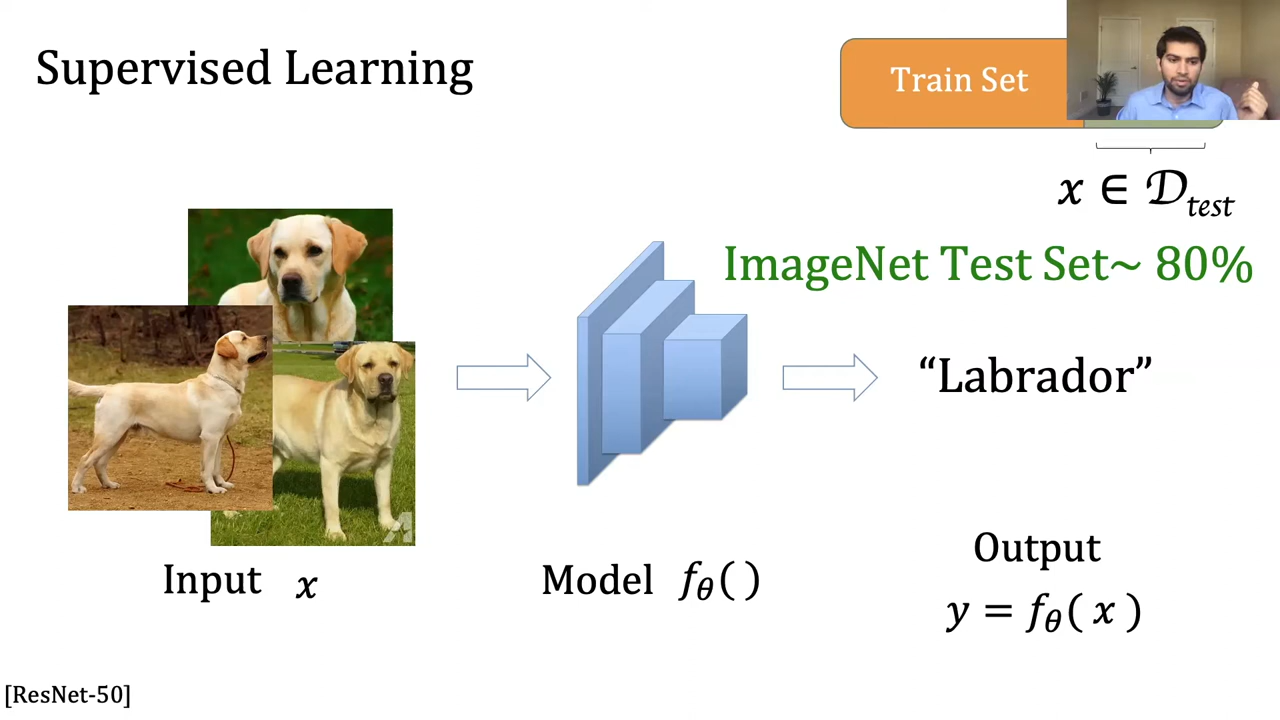 Supervised Learning
Train Set
x ∈ 𝒟test
ImageNet Test Set~ 80%
“Labrador”
Input x
Model fθ( )
Output
y = fθ( x )
[ResNet-50]